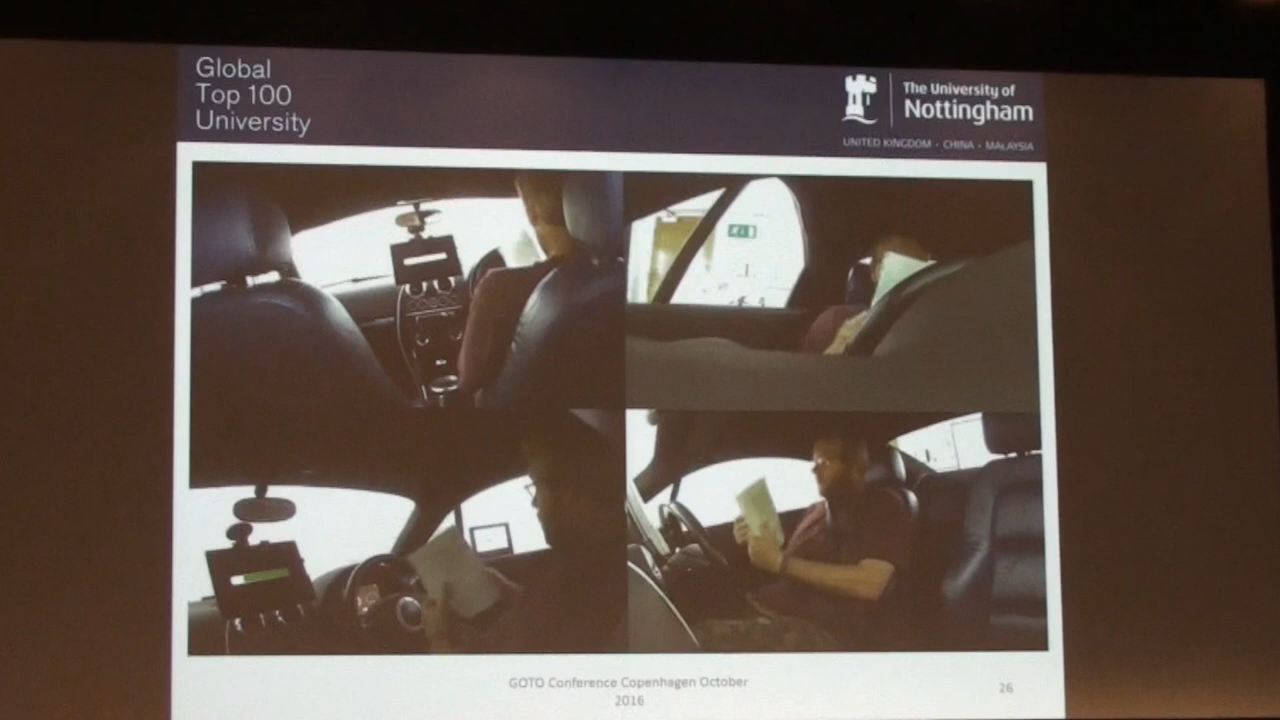 Global
Top 100
University
The University of
Nottingham
UNITED KINGDOM • CHINA • MALAYSIA
GOTO Conference Copenhagen October
2016
26